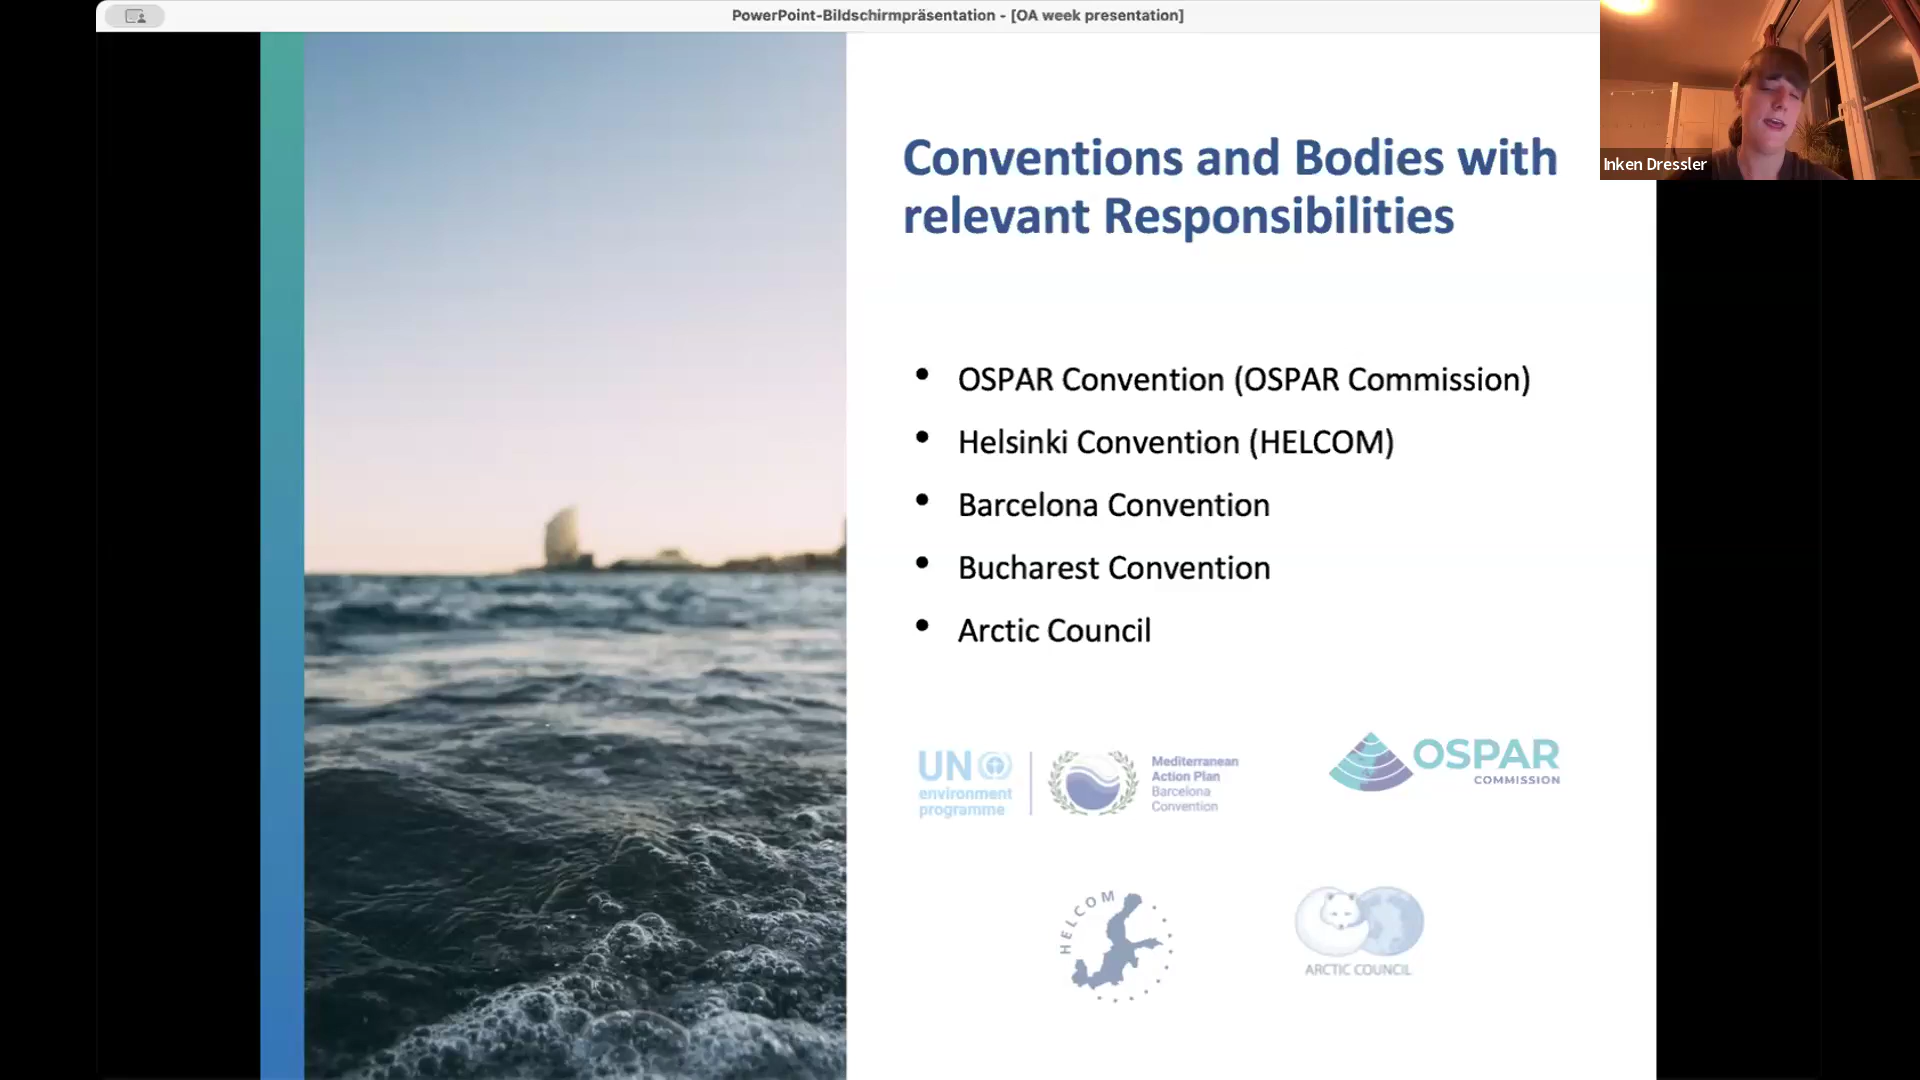 PowerPoint-Bildschirmpräsentation - [OA week presentation]
Inken Dressler
Conventions and Bodies with
relevant Responsibilities
• OSPAR Convention (OSPAR Commission)
• Helsinki Convention (HELCOM)
• Barcelona Convention
• Bucharest Convention
• Arctic Council
UN
environment
programme
Mediterranean
Action Plan
Barcelona
Convention
OSPAR
COMMISSION
HELCOM
ARCTIC COUNCIL